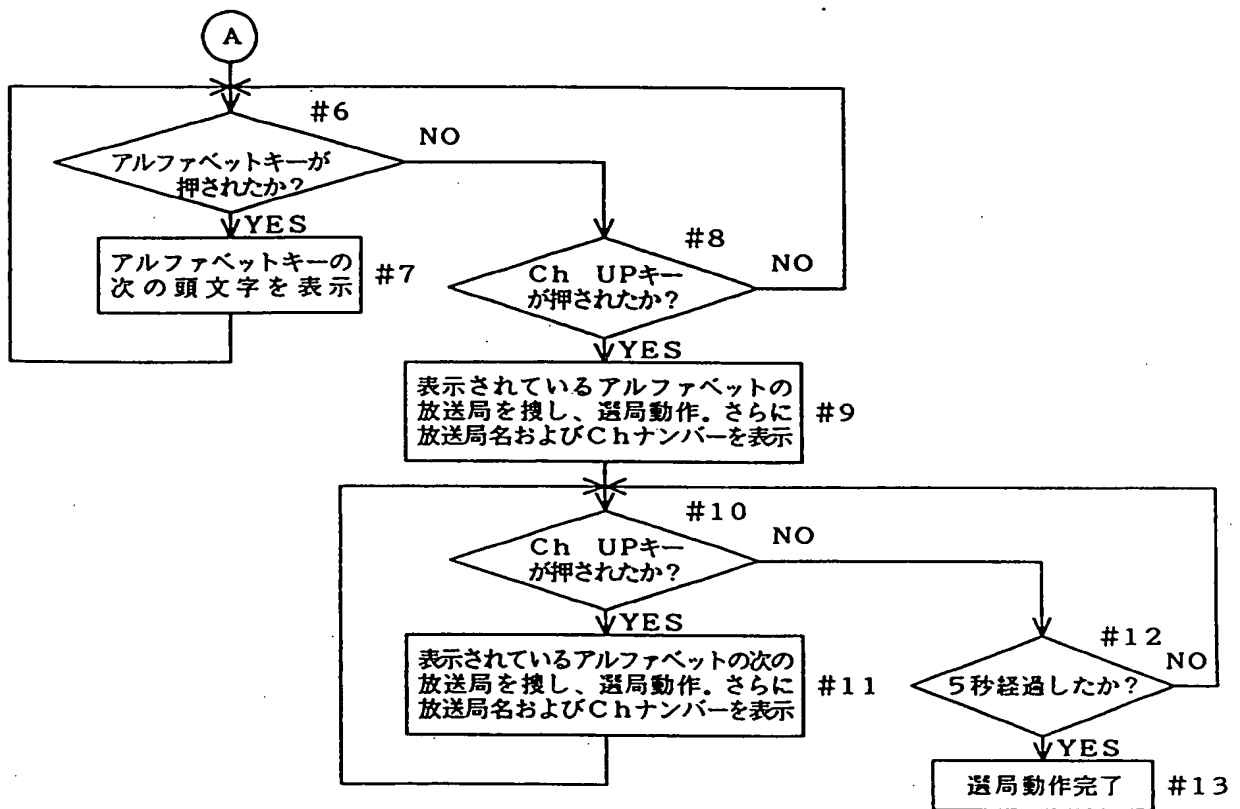 A
#6
NO
アルファベットキーが
押されたか?
YES
アルファベットキーの
次の頭文字を表示
#7
#8
NO
Ch UPキー
が押されたか?
YES
表示されているアルファベットの
放送局を捜し、選局動作。さらに
放送局名およびChナンバーを表示
#9
#10
NO
Ch UPキー
が押されたか?
YES
表示されているアルファベットの次の
放送局を捜し、選局動作。さらに
放送局名およびChナンバーを表示
#11
#12
NO
5秒経過したか?
YES
選局動作完了
#13